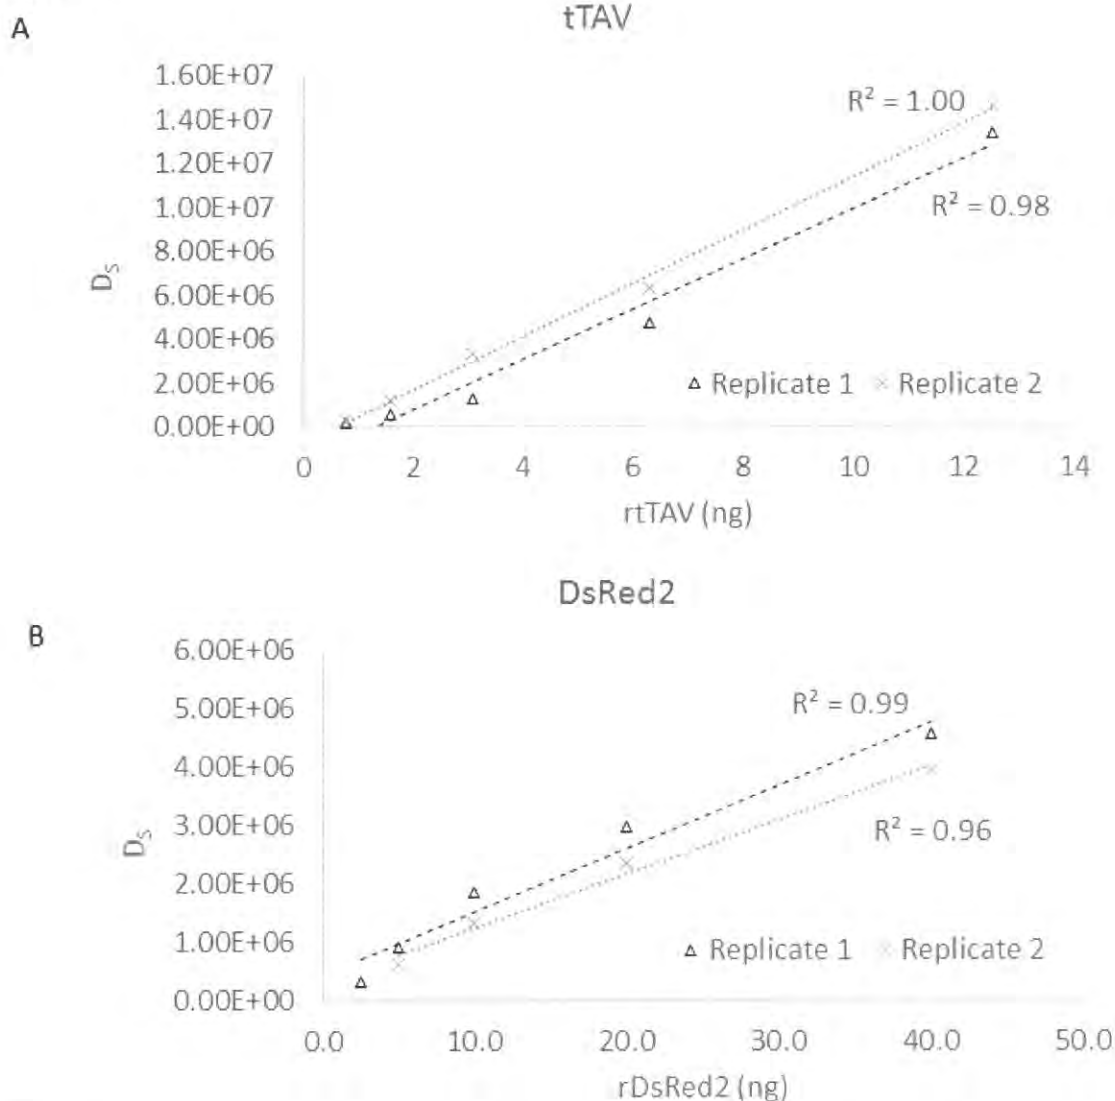 A
tTAV
1.60E+07
1.40E+07
1.20E+07
1.00E+07
8.00E+06
6.00E+06
4.00E+06
2.00E+06
0.00E+00
D_S
R² = 1.00
R² = 0.98
Replicate 1 Replicate 2
0 2 4 6 8 10 12 14
rtTAV (ng)
DsRed2
B
6.00E+06
5.00E+06
4.00E+06
3.00E+06
2.00E+06
1.00E+06
0.00E+00
D_S
R² = 0.99
R² = 0.96
Replicate 1 Replicate 2
0.0 10.0 20.0 30.0 40.0 50.0
rDsRed2 (ng)